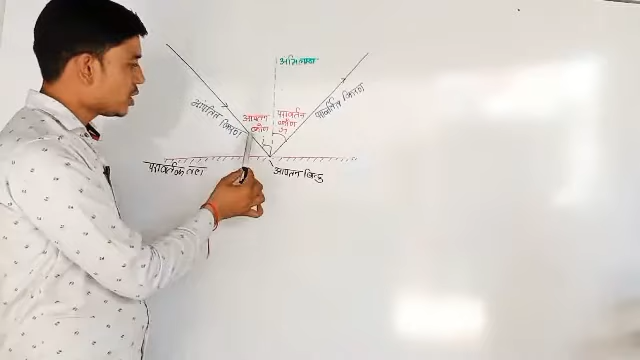 अभिलम्ब
आपतन
कोण
परावर्तन
कोण
i
r
आपतित किरण
परावर्तित किरण
परावर्तक तल
आपतन बिन्दु